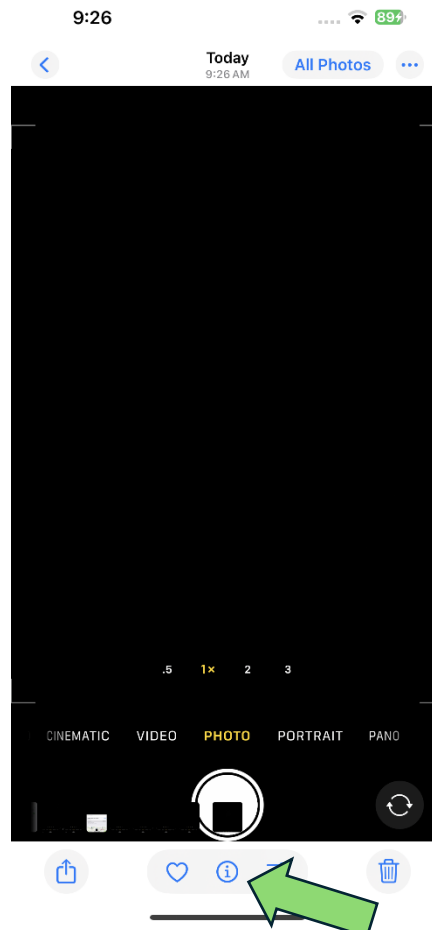 9:26
89
Today
9:26 AM
All Photos
.5 1× 2 3
CINEMATIC VIDEO PHOTO PORTRAIT PANO